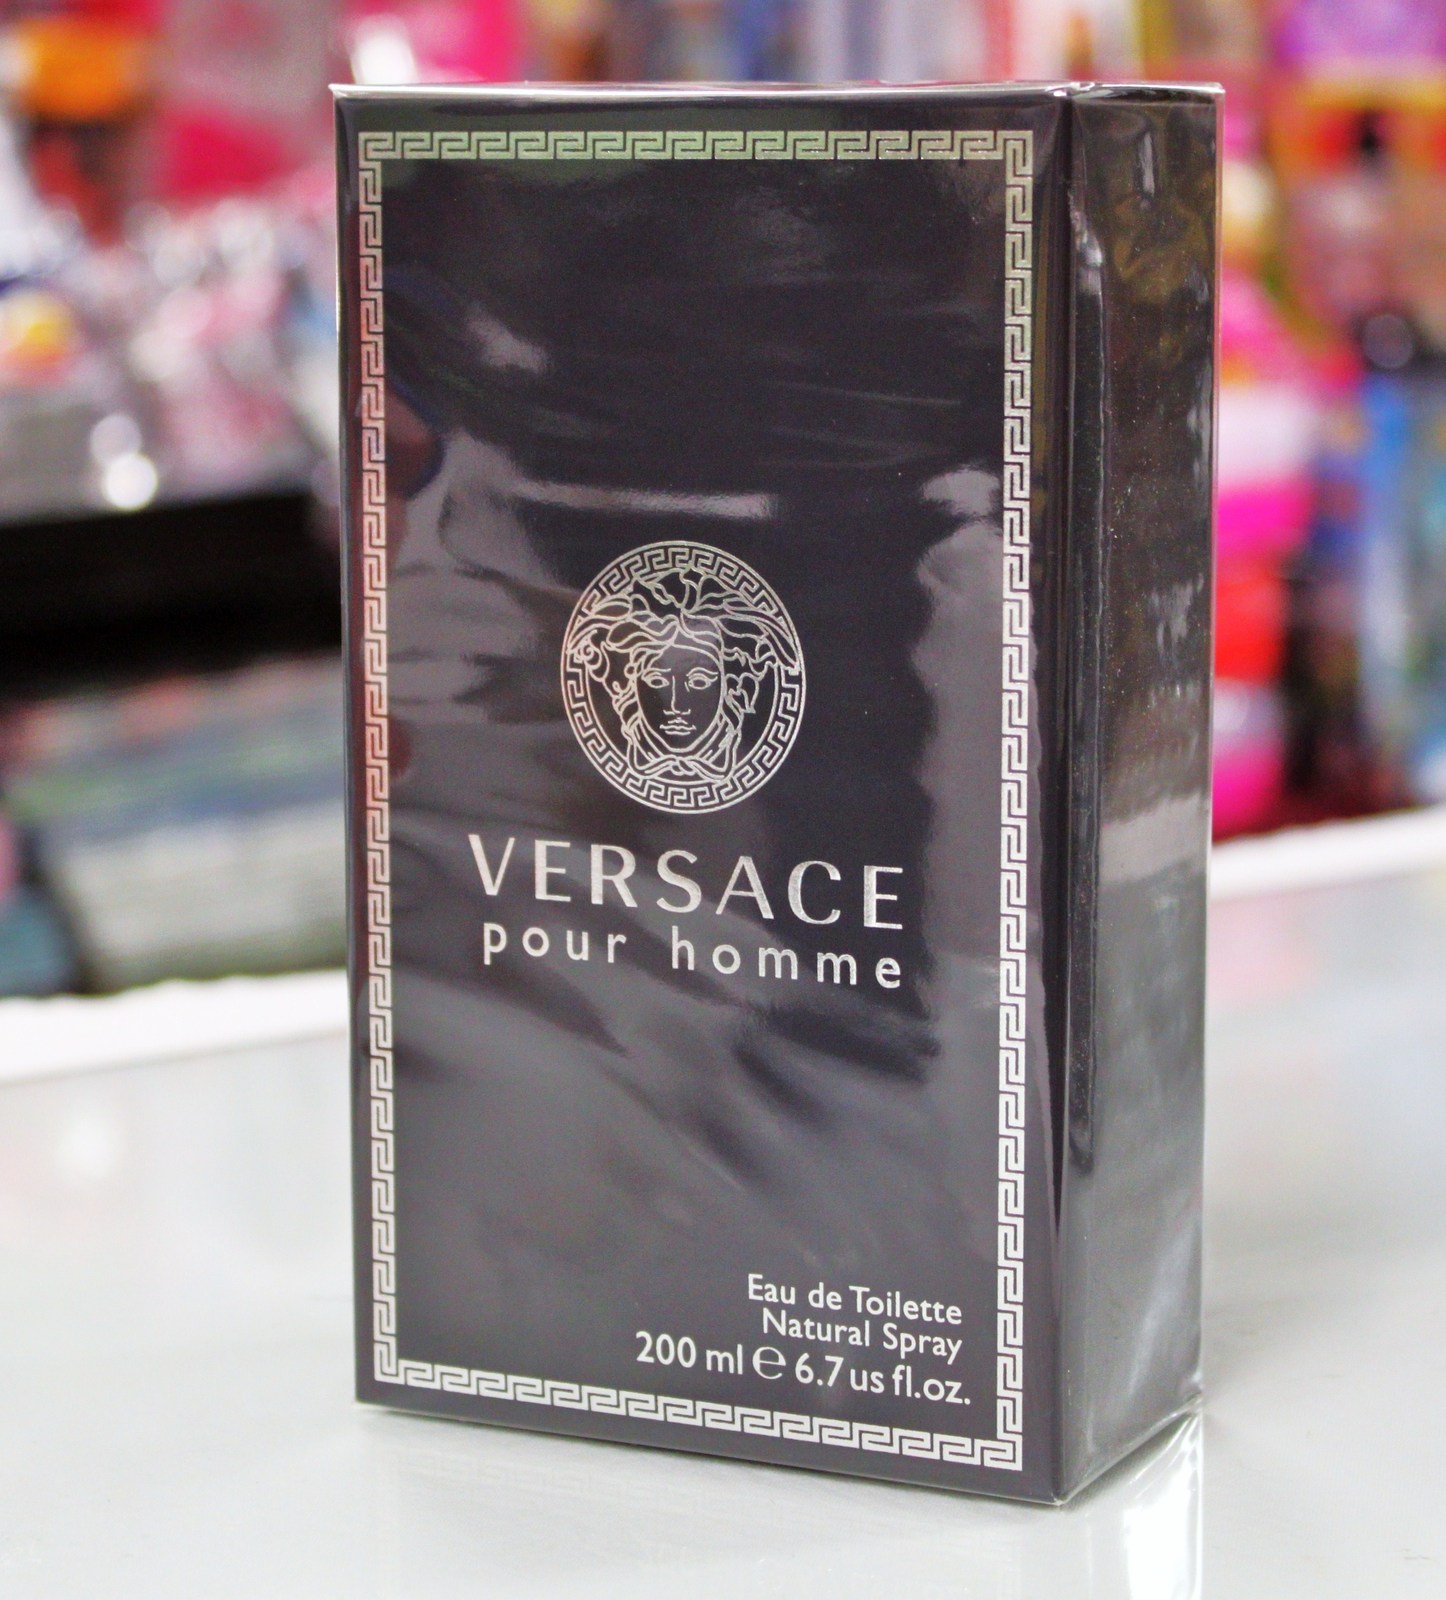 VERSACE
pour homme
Eau de Toilette
Natural Spray
200 ml ℮ 6.7 us fl.oz.